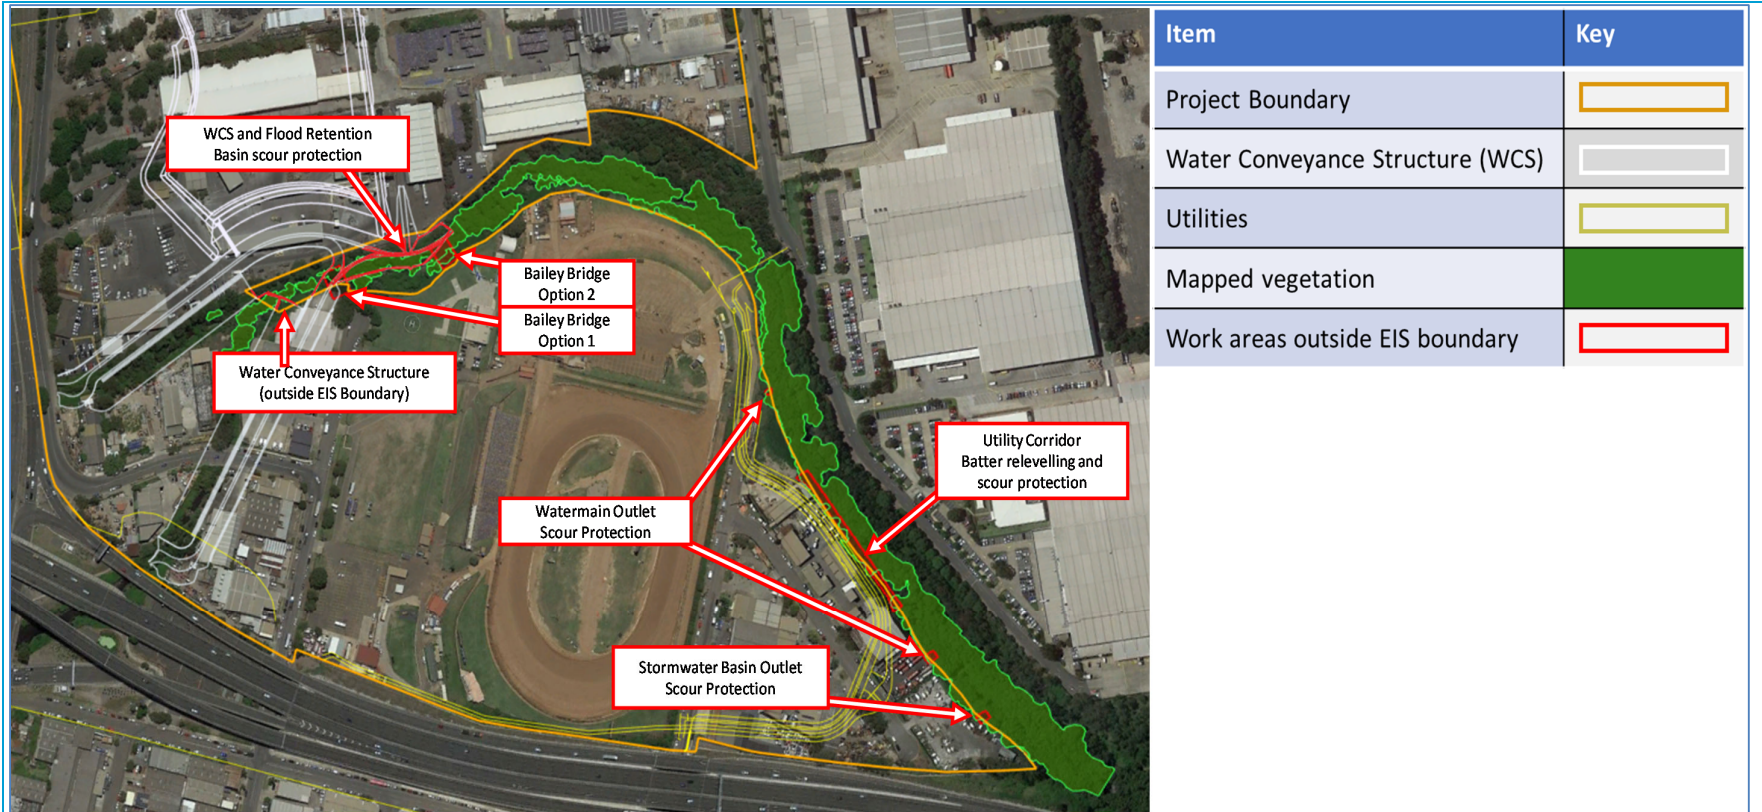 WCS and Flood Retention
Basin scour protection
Bailey Bridge
Option 2
Bailey Bridge
Option 1
Water Conveyance Structure
(outside EIS Boundary)
Watermain Outlet
Scour Protection
Utility Corridor
Batter relevelling and
scour protection
Stormwater Basin Outlet
Scour Protection
Item Key
Project Boundary
Water Conveyance Structure (WCS)
Utilities
Mapped vegetation
Work areas outside EIS boundary